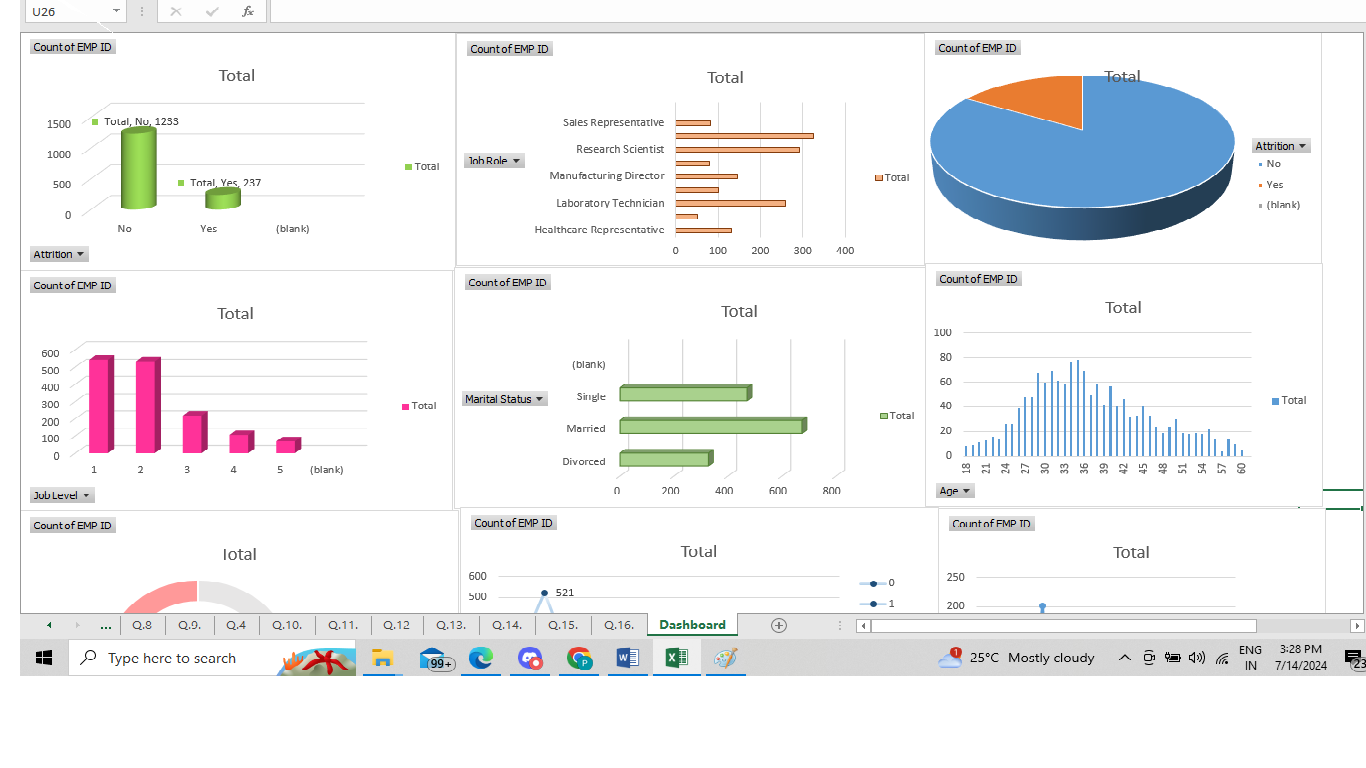 U26
fx
Count of EMP ID
Total
1500
1000
500
0
Total, No, 1233
Total, Yes, 237
No
Yes
(blank)
Total
Attrition
Count of EMP ID
Total
Job Role
Sales Representative
Research Scientist
Manufacturing Director
Laboratory Technician
Healthcare Representative
0 100 200 300 400
Total
Count of EMP ID
Total
Attrition
No
Yes
(blank)
Count of EMP ID
Total
600
500
400
300
200
100
0
1 2 3 4 5 (blank)
Total
Job Level
Count of EMP ID
Total
Marital Status
(blank)
Single
Married
Divorced
0 200 400 600 800
Total
Count of EMP ID
Total
100
80
60
40
20
0
18 21 24 27 30 33 36 39 42 45 48 51 54 57 60
Total
Age
Count of EMP ID
Total
Count of EMP ID
Total
600
500
521
0
1
Count of EMP ID
Total
250
200
... Q.8 Q.9. Q.4 Q.10. Q.11. Q.12 Q.13. Q.14. Q.15. Q.16. Dashboard
Type here to search
99+
1
25°C Mostly cloudy
ENG
IN
3:28 PM
7/14/2024
23